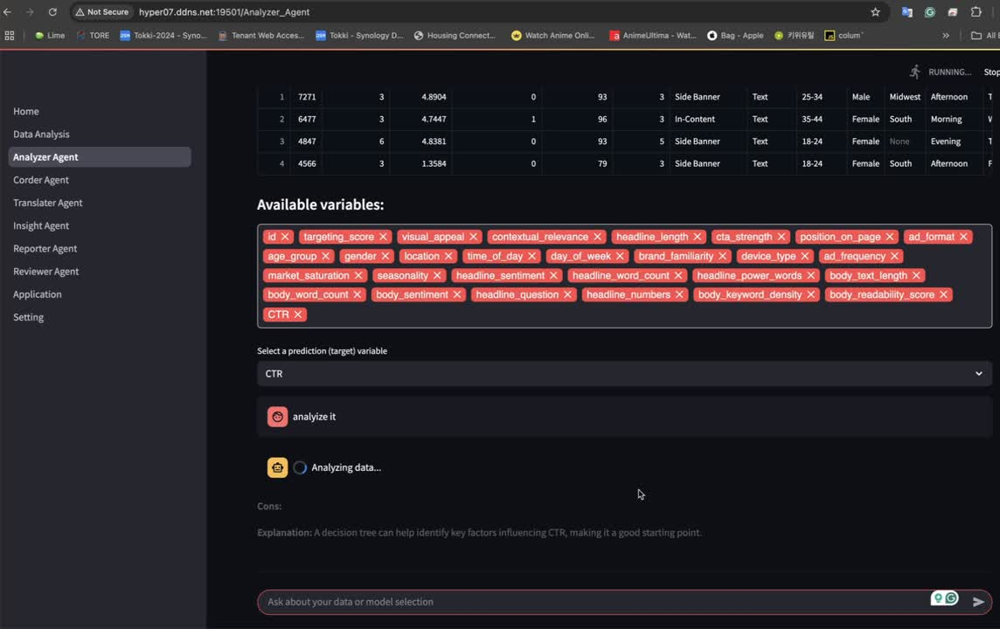 Not Secure hyper07.ddns.net:19501/Analyzer_Agent
Lime TORE Tokki-2024 - Syno... Tenant Web Acces... Tokki - Synology D... Housing Connect... Watch Anime Onli... AnimeUltima - Wat... Bag - Apple 키위유틸 colum` » All B
RUNNING... Stop
Home
Data Analysis
Analyzer Agent
Corder Agent
Translater Agent
Insight Agent
Reporter Agent
Reviewer Agent
Application
Setting
1 7271 3 4.8904 0 93 3 Side Banner Text 25-34 Male Midwest Afternoon T
2 6477 3 4.7447 1 96 3 In-Content Text 35-44 Female South Morning W
3 4847 6 4.8381 0 93 5 Side Banner Text 18-24 Female None Evening T
4 4566 3 1.3584 0 79 3 Side Banner Text 18-24 Female South Afternoon F
Available variables:
id targeting_score visual_appeal contextual_relevance headline_length cta_strength position_on_page ad_format
age_group gender location time_of_day day_of_week brand_familiarity device_type ad_frequency
market_saturation seasonality headline_sentiment headline_word_count headline_power_words body_text_length
body_word_count body_sentiment headline_question headline_numbers body_keyword_density body_readability_score
CTR
Select a prediction (target) variable
CTR
analyize it
Analyzing data...
Cons:
Explanation: A decision tree can help identify key factors influencing CTR, making it a good starting point.
Ask about your data or model selection